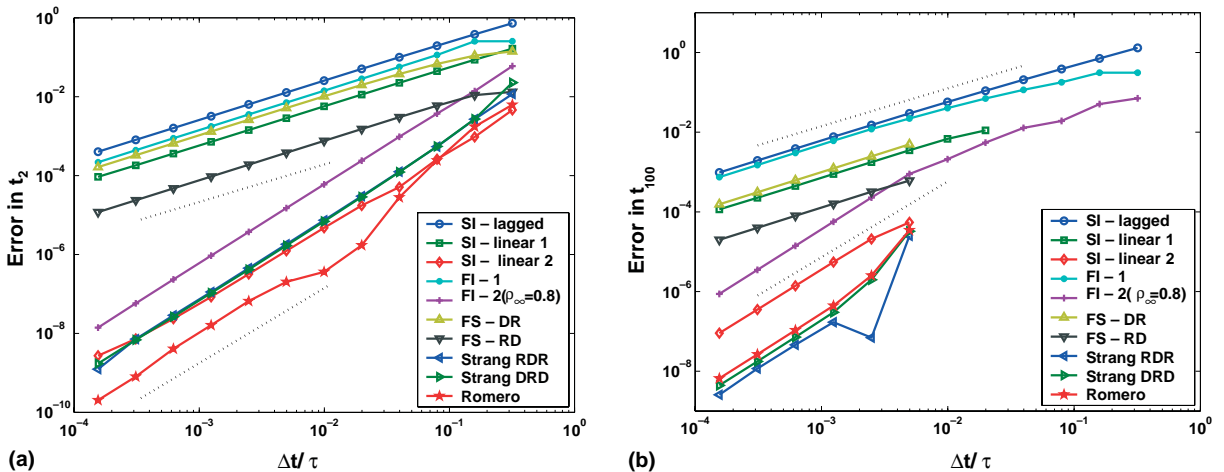 10^0
10^-2
10^-4
10^-6
10^-8
10^-10
Error in t_2
10^-4
10^-3
10^-2
10^-1
10^0
Δt/ τ
(a)
SI – lagged
SI – linear 1
SI – linear 2
FI – 1
FI – 2(ρ_∞=0.8)
FS – DR
FS – RD
Strang RDR
Strang DRD
Romero
10^0
10^-2
10^-4
10^-6
10^-8
Error in t_100
10^-4
10^-3
10^-2
10^-1
10^0
Δt/ τ
(b)
SI – lagged
SI – linear 1
SI – linear 2
FI – 1
FI – 2( ρ_∞=0.8)
FS – DR
FS – RD
Strang RDR
Strang DRD
Romero